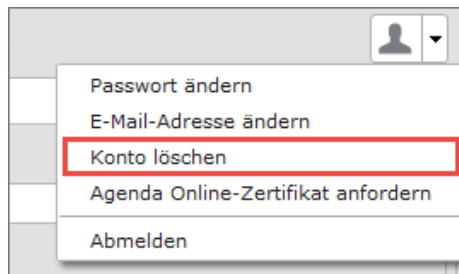 Passwort ändern
E-Mail-Adresse ändern
Konto löschen
Agenda Online-Zertifikat anfordern
Abmelden